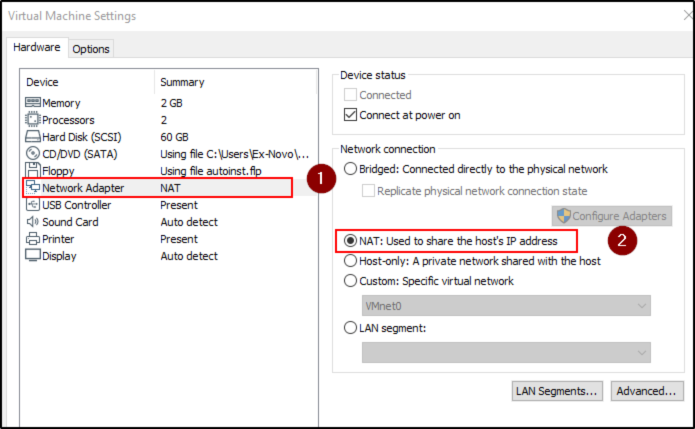 Virtual Machine Settings
Hardware Options
Device Summary
Memory 2 GB
Processors 2
Hard Disk (SCSI) 60 GB
CD/DVD (SATA) Using file C:\Users\Ex-Novo\...
Floppy Using file autoinst.flp
Network Adapter NAT
1
USB Controller Present
Sound Card Auto detect
Printer Present
Display Auto detect
Device status
Connected
Connect at power on
Network connection
Bridged: Connected directly to the physical network
Replicate physical network connection state
Configure Adapters
NAT: Used to share the host's IP address
2
Host-only: A private network shared with the host
Custom: Specific virtual network
VMnet0
LAN segment:
LAN Segments... Advanced...